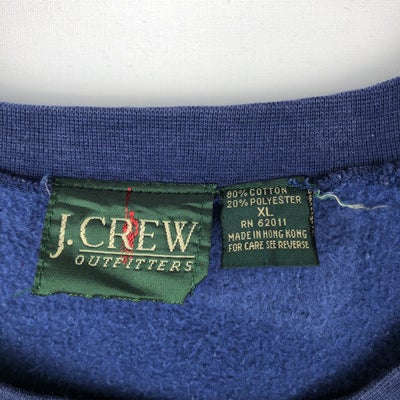 J.CREW
OUTFITTERS
80% COTTON
20% POLYESTER
XL
RN 62011
MADE IN HONG KONG
FOR CARE SEE REVERSE